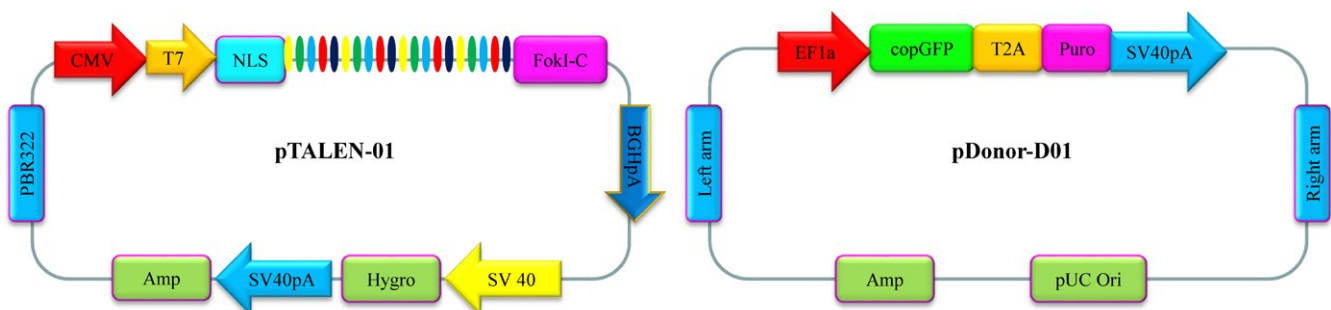 CMV
T7
NLS
FokI-C
BGHpA
PBR322
pTALEN-01
Amp
SV40pA
Hygro
SV 40
EF1a
copGFP
T2A
Puro
SV40pA
Left arm
pDonor-D01
Right arm
Amp
pUC Ori